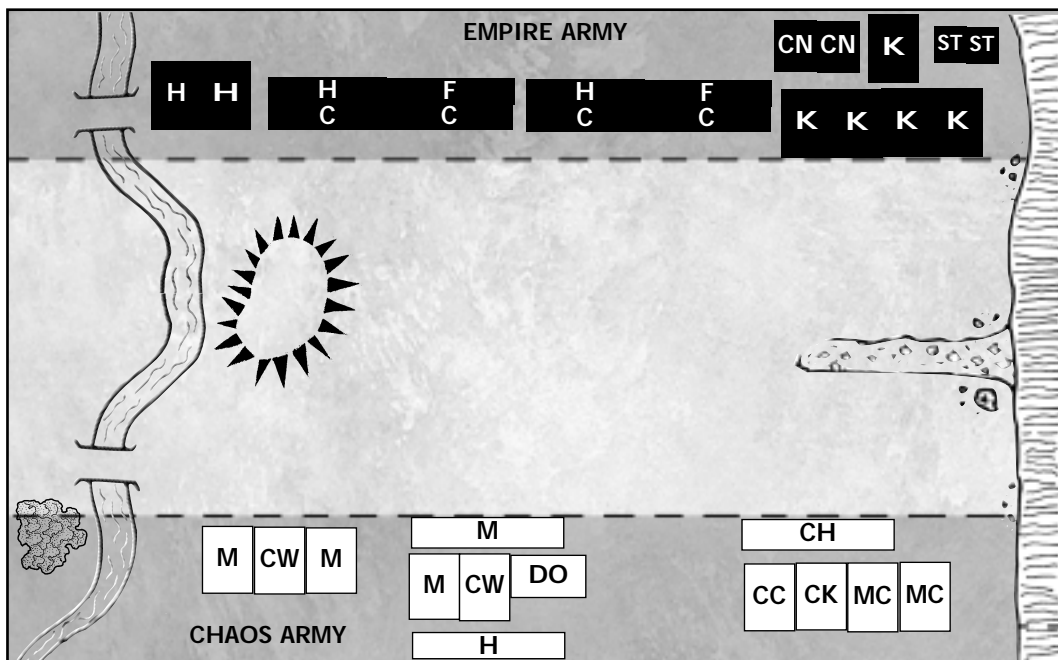 EMPIRE ARMY
CN CN K ST ST
H H H F H F
C C C C
K K K K
M CH
M CW M M CW DO CC CK MC MC
CHAOS ARMY
H